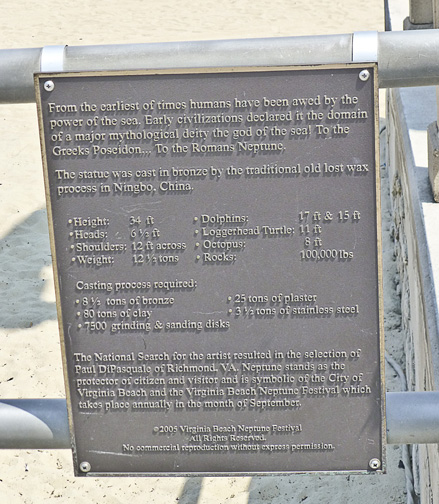 From the earliest of times humans have been awed by the
power of the sea. Early civilizations declared it the domain
of a major mythological deity the god of the sea! To the
Greeks Poseidon... To the Romans Neptune.
The statue was cast in bronze by the traditional old lost wax
process in Ningbo, China.
• Height: 34 ft • Dolphins: 17 ft & 15 ft
• Heads: 6 ½ ft • Loggerhead Turtle: 11 ft
• Shoulders: 12 ft across • Octopus: 8 ft
• Weight: 12 ½ tons • Rocks: 100,000 lbs
Casting process required:
• 8 ½ tons of bronze • 25 tons of plaster
• 80 tons of clay • 3 ½ tons of stainless steel
• 7500 grinding & sanding disks
The National Search for the artist resulted in the selection of
Paul DiPasquale of Richmond, VA. Neptune stands as the
protector of citizen and visitor and is symbolic of the City of
Virginia Beach and the Virginia Beach Neptune Festival which
takes place annually in the month of September.
©2005 Virginia Beach Neptune Festival
All Rights Reserved.
No commercial reproduction without express permission.